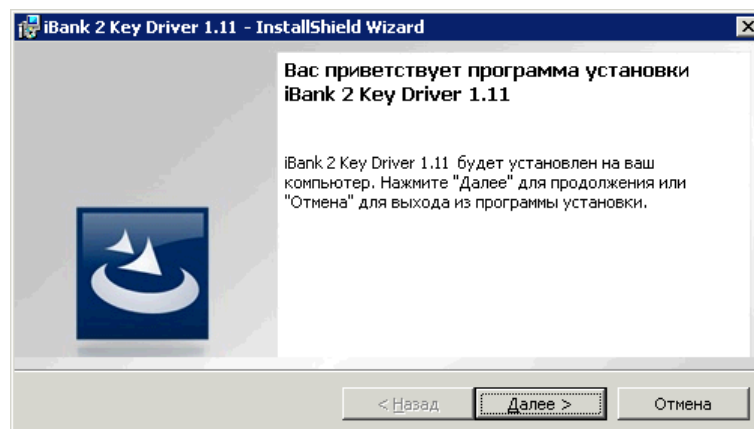 iBank 2 Key Driver 1.11 - InstallShield Wizard
Вас приветствует программа установки
iBank 2 Key Driver 1.11
iBank 2 Key Driver 1.11 будет установлен на ваш
компьютер. Нажмите "Далее" для продолжения или
"Отмена" для выхода из программы установки.
< Назад Далее > Отмена